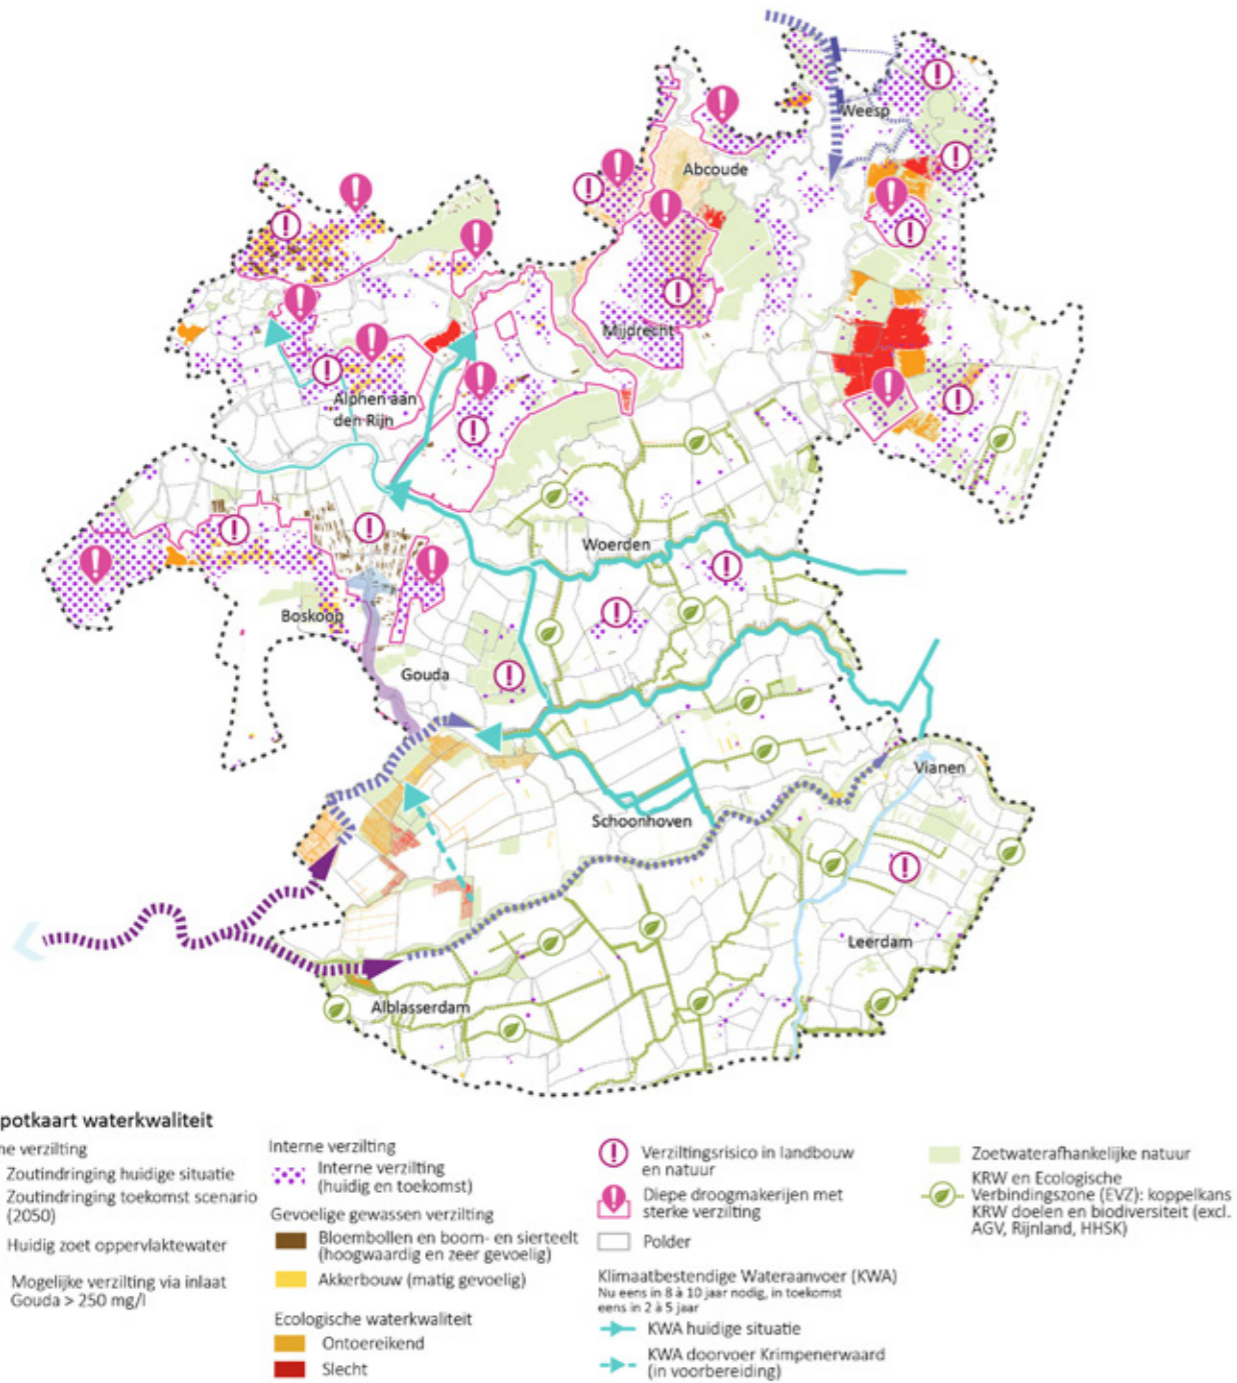 Weesp
Abcoude
Mijdrecht
Alphen aan
den Rijn
Woerden
Boskoop
Gouda
Vianen
Schoonhoven
Leerdam
Alblasserdam
potkaart waterkwaliteit
ne verzilting
Zoutindringing huidige situatie
Zoutindringing toekomst scenario
(2050)
Huidig zoet oppervlaktewater
Mogelijke verzilting via inlaat
Gouda > 250 mg/l
Interne verzilting
Interne verzilting
(huidig en toekomst)
Gevoelige gewassen verzilting
Bloembollen en boom- en sierteelt
(hoogwaardig en zeer gevoelig)
Akkerbouw (matig gevoelig)
Ecologische waterkwaliteit
Ontoereikend
Slecht
Verziltingsrisico in landbouw
en natuur
Diepe droogmakerijen met
sterke verzilting
Polder
Klimaatbestendige Wateraanvoer (KWA)
Nu eens in 8 à 10 jaar nodig, in toekomst
eens in 2 à 5 jaar
KWA huidige situatie
KWA doorvoer Krimpenerwaard
(in voorbereiding)
Zoetwaterafhankelijke natuur
KRW en Ecologische
Verbindingszone (EVZ): koppelkans
KRW doelen en biodiversiteit (excl.
AGV, Rijnland, HHSK)